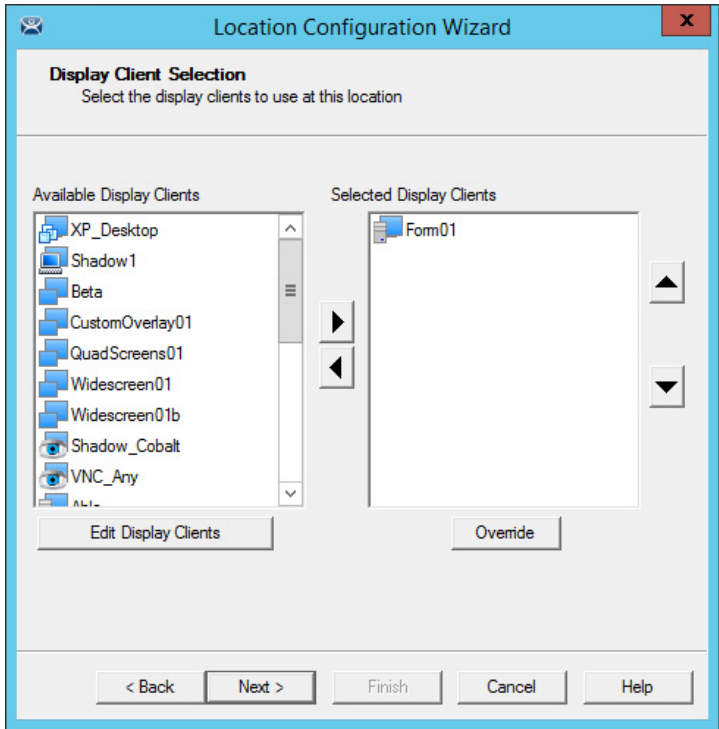 Location Configuration Wizard
x
Display Client Selection
Select the display clients to use at this location
Available Display Clients
Selected Display Clients
XP_Desktop
Shadow1
Beta
CustomOverlay01
QuadScreens01
Widescreen01
Widescreen01b
Shadow_Cobalt
VNC_Any
Form01
Edit Display Clients
Override
< Back
Next >
Finish
Cancel
Help